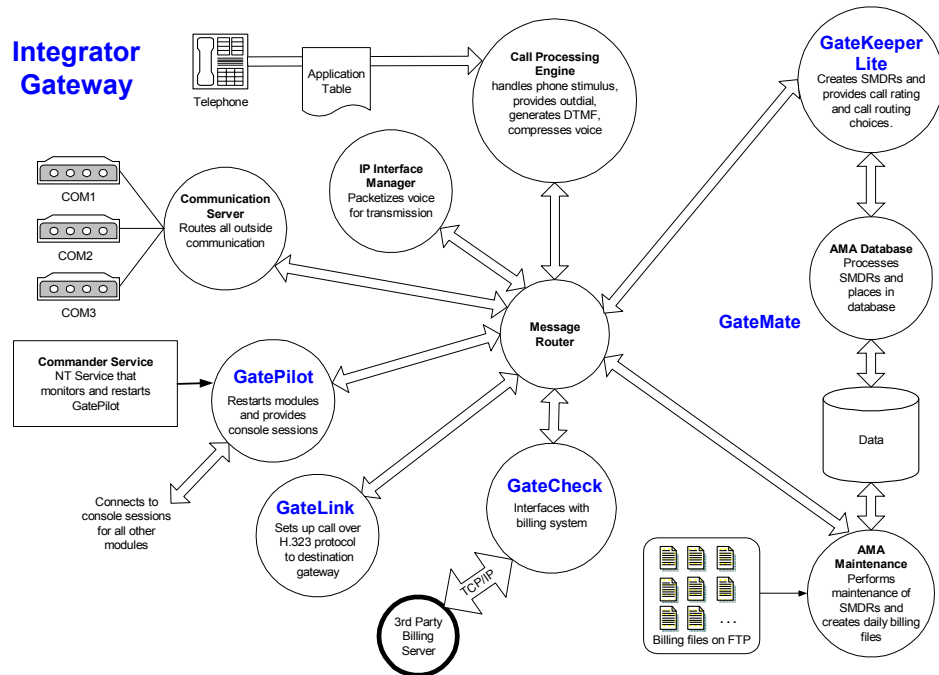 Integrator
Gateway
Telephone
Application
Table
Call Processing
Engine
handles phone stimulus,
provides outdial,
generates DTMF,
compresses voice
GateKeeper
Lite
Creates SMDRs and
provides call rating
and call routing
choices.
IP Interface
Manager
Packetizes voice
for transmission
COM1
COM2
COM3
Communication
Server
Routes all outside
communication
AMA Database
Processes
SMDRs and
places in
database
GateMate
Message
Router
Commander Service
NT Service that
monitors and restarts
GatePilot
GatePilot
Restarts modules
and provides
console sessions
Data
Connects to
console sessions
for all other
modules
GateLink
Sets up call over
H.323 protocol
to destination
gateway
GateCheck
Interfaces with
billing system
TCP/IP
3rd Party
Billing
Server
...
Billing files on FTP
AMA
Maintenance
Performs
maintenance of
SMDRs and
creates daily billing
files